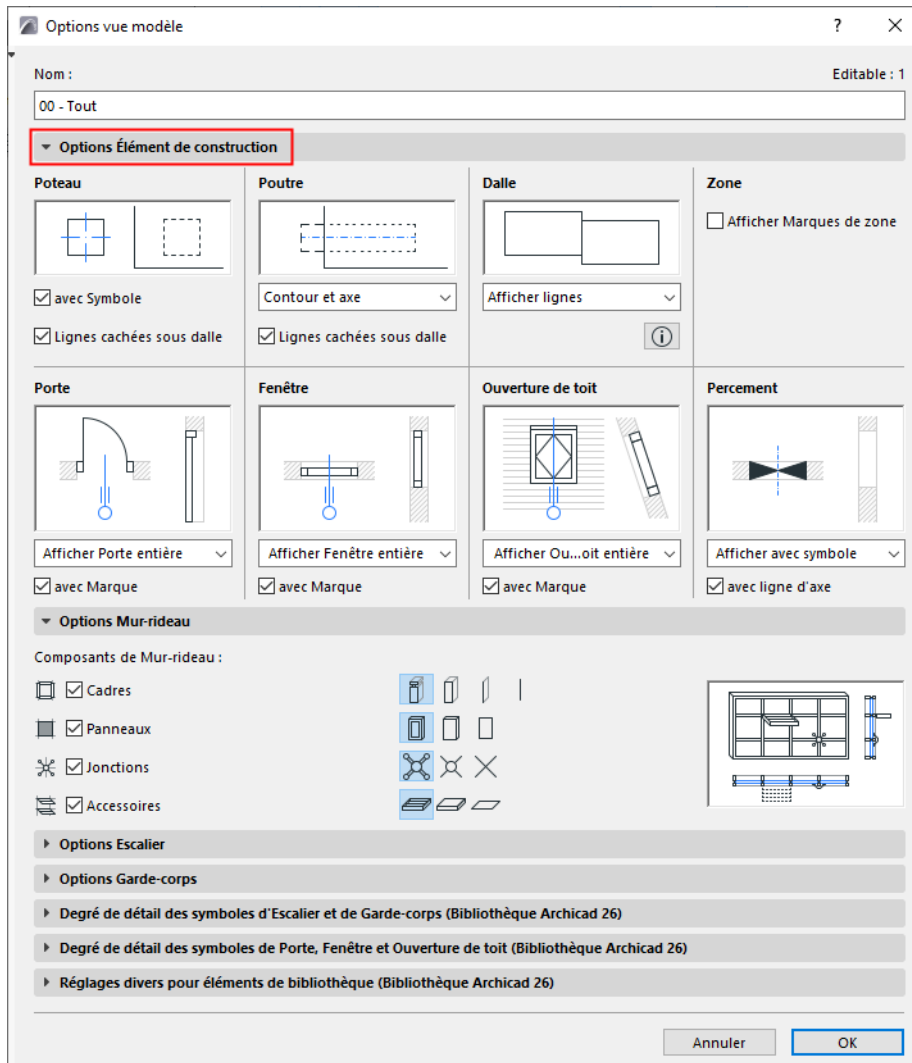 Options vue modèle
?
Nom :
Editable : 1
00 - Tout
Options Élément de construction
Poteau Poutre Dalle Zone
Afficher Marques de zone
avec Symbole Contour et axe Afficher lignes
Lignes cachées sous dalle Lignes cachées sous dalle
Porte Fenêtre Ouverture de toit Percement
Afficher Porte entière Afficher Fenêtre entière Afficher Ou...oit entière Afficher avec symbole
avec Marque avec Marque avec Marque avec ligne d'axe
Options Mur-rideau
Composants de Mur-rideau :
Cadres
Panneaux
Jonctions
Accessoires
Options Escalier
Options Garde-corps
Degré de détail des symboles d'Escalier et de Garde-corps (Bibliothèque Archicad 26)
Degré de détail des symboles de Porte, Fenêtre et Ouverture de toit (Bibliothèque Archicad 26)
Réglages divers pour éléments de bibliothèque (Bibliothèque Archicad 26)
Annuler OK